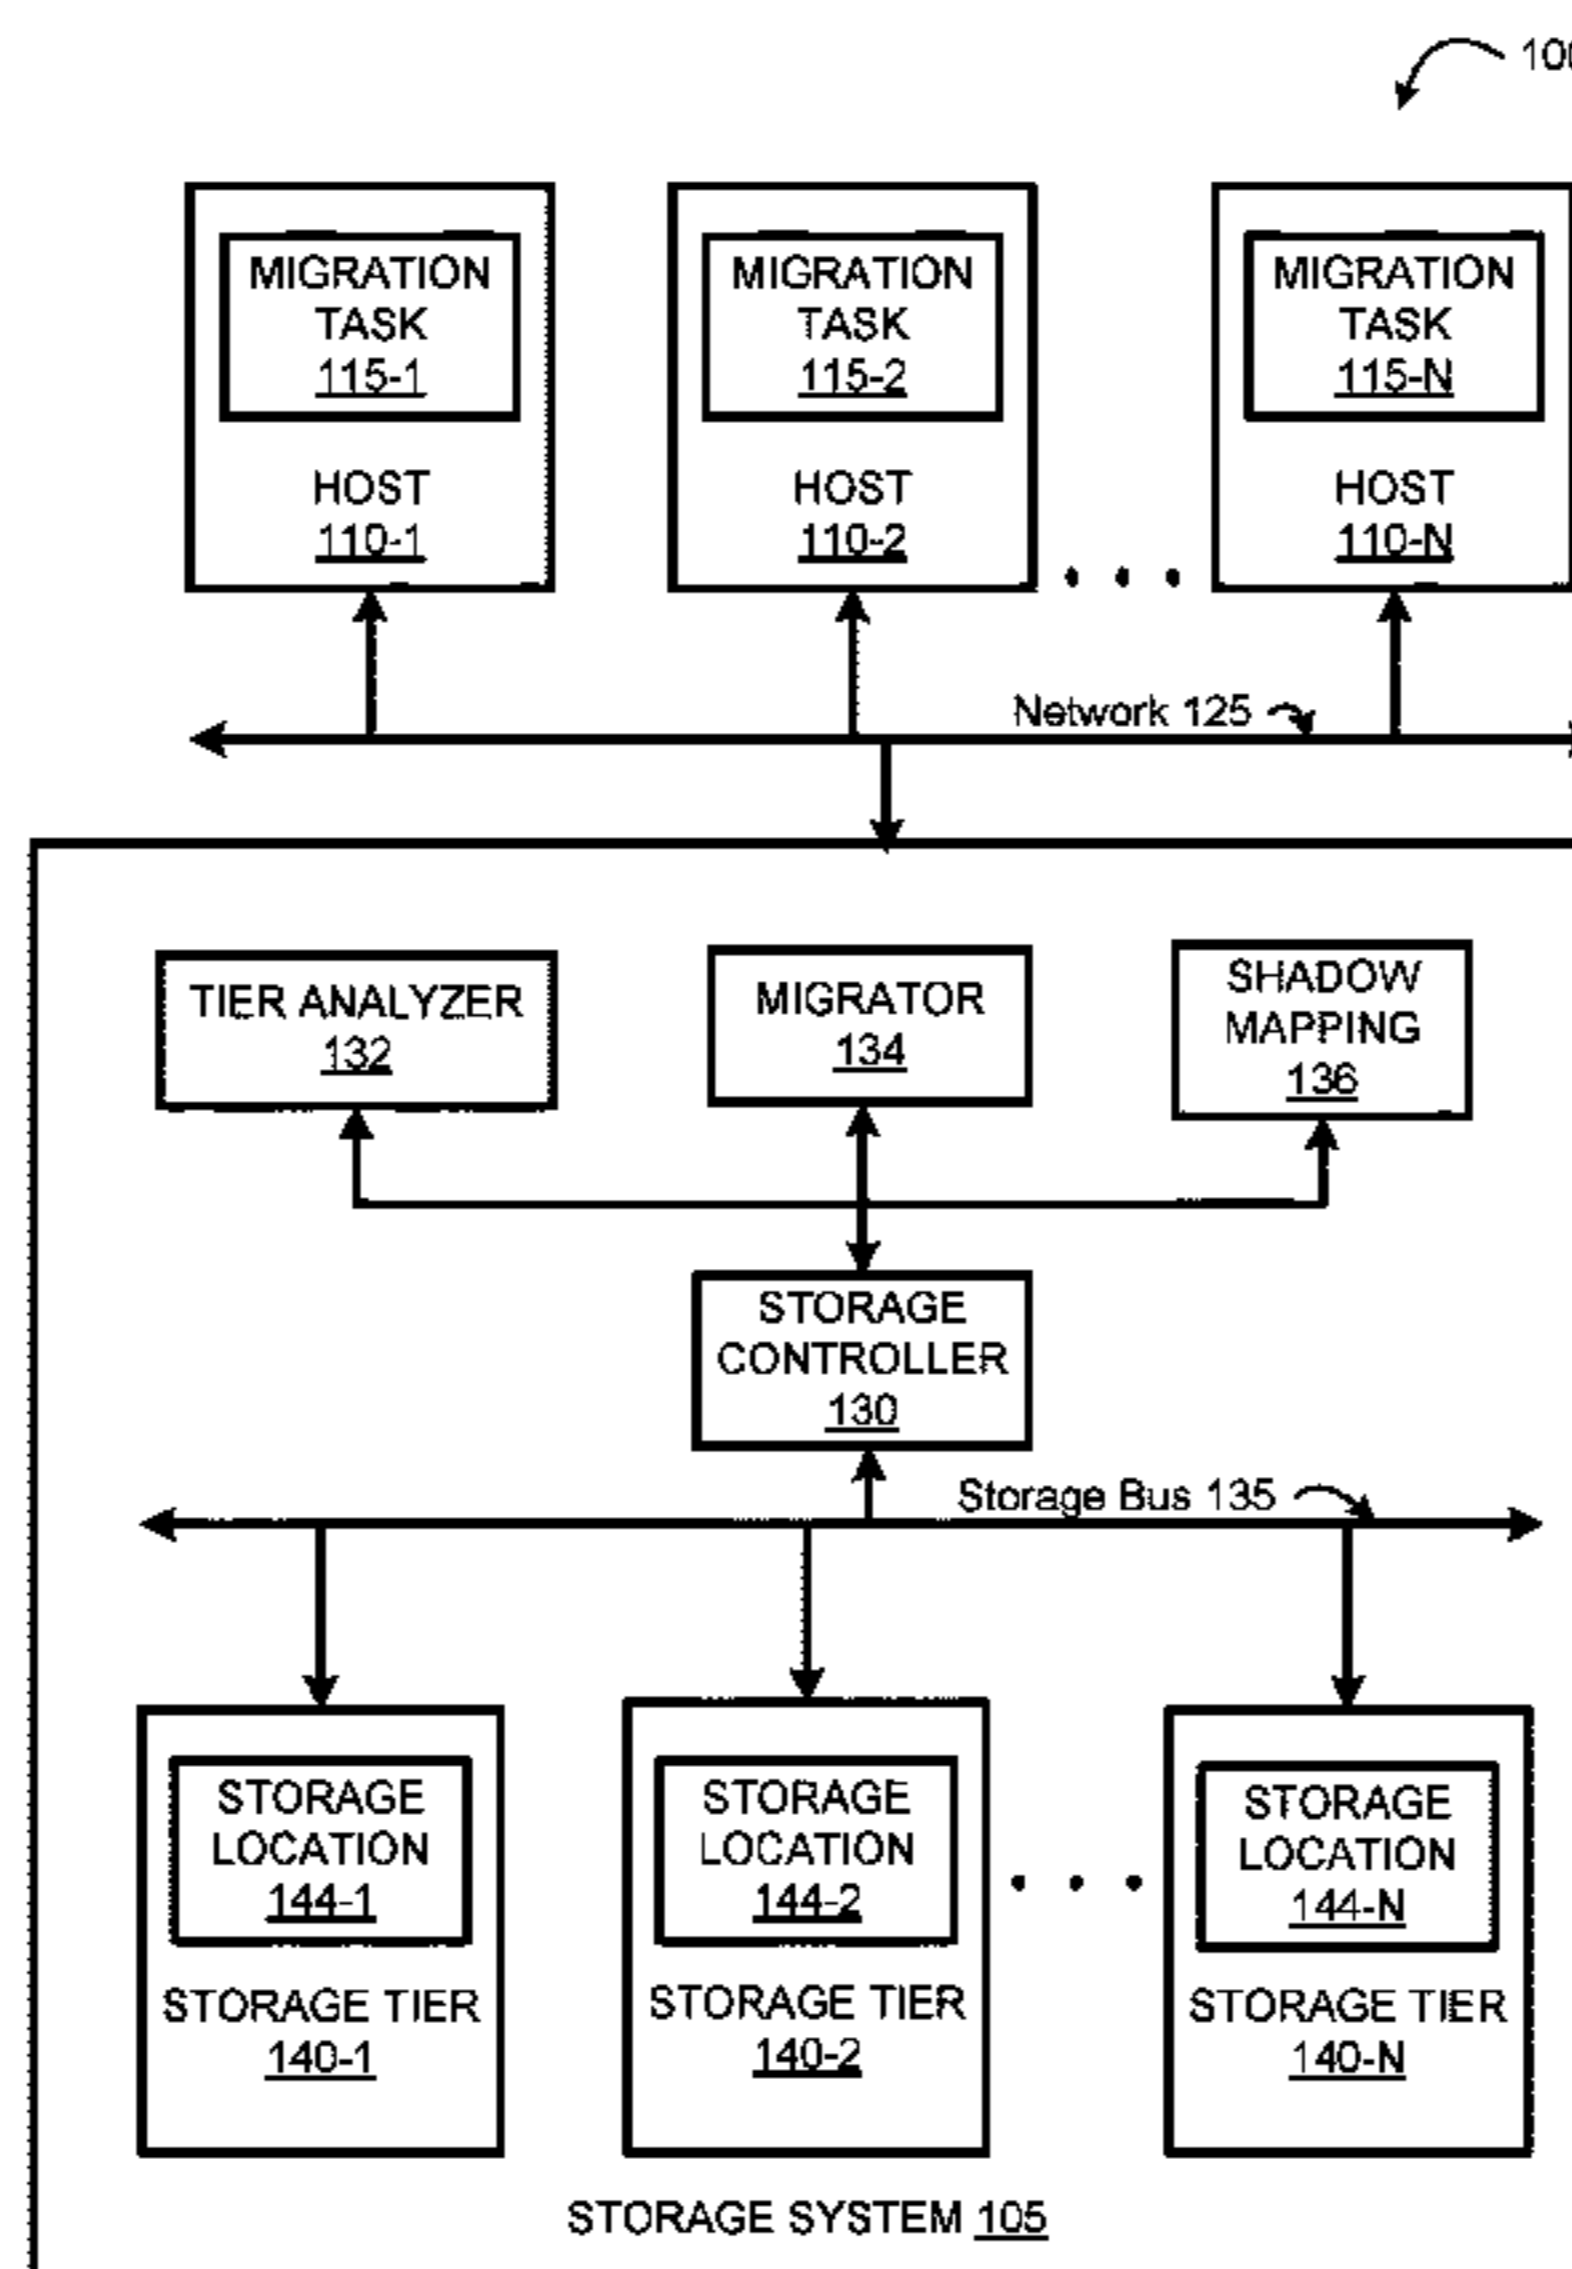 MIGRATION
TASK
115-1
HOST
110-1
MIGRATION
TASK
115-2
HOST
110-2
MIGRATION
TASK
115-N
HOST
110-N
Network 125
TIER ANALYZER
132
MIGRATOR
134
SHADOW
MAPPING
136
STORAGE
CONTROLLER
130
Storage Bus 135
STORAGE
LOCATION
144-1
STORAGE TIER
140-1
STORAGE
LOCATION
144-2
STORAGE TIER
140-2
STORAGE
LOCATION
144-N
STORAGE TIER
140-N
STORAGE SYSTEM 105